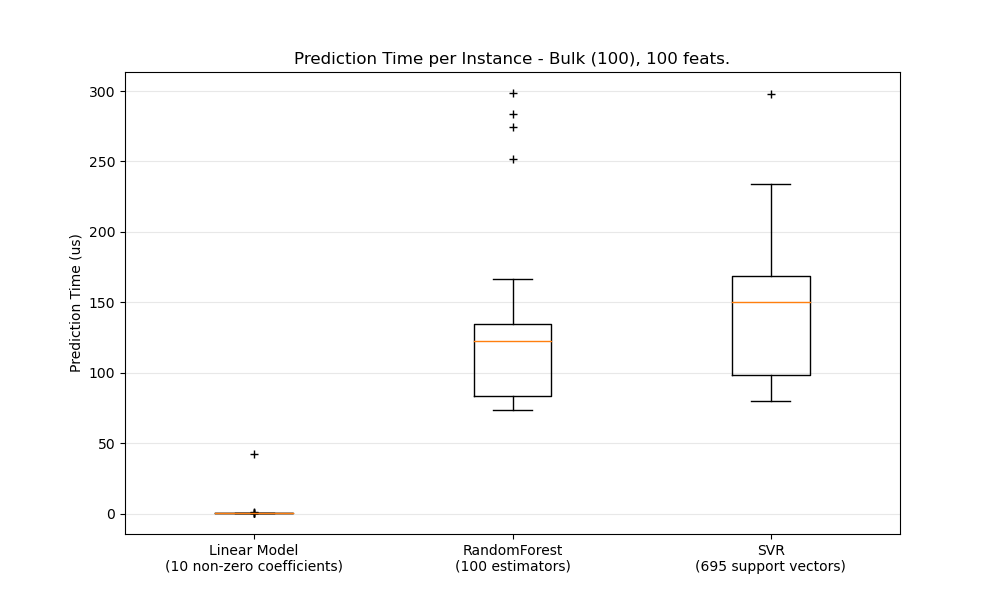 Prediction Time per Instance - Bulk (100), 100 feats.
300
250
200
150
100
50
0
Prediction Time (us)
Linear Model
(10 non-zero coefficients)
RandomForest
(100 estimators)
SVR
(695 support vectors)